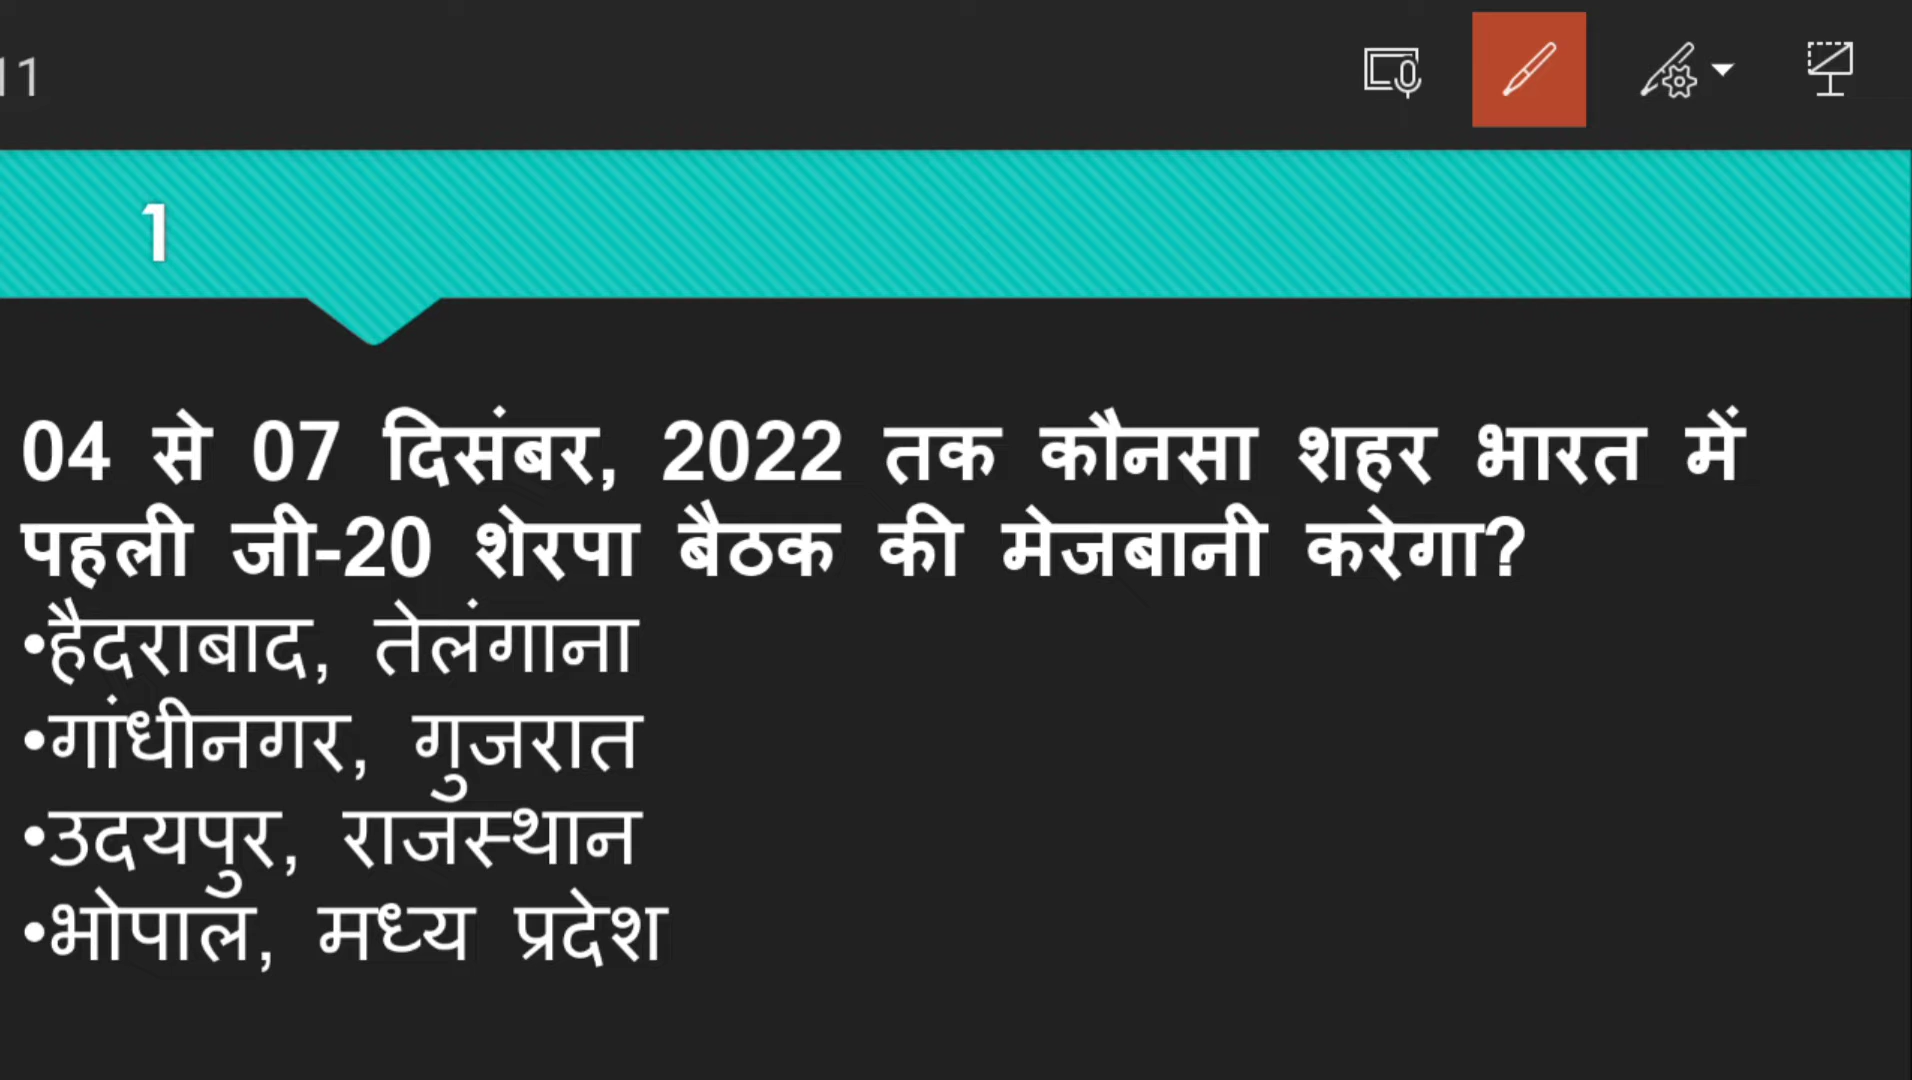 11
1
04 से 07 दिसंबर, 2022 तक कौनसा शहर भारत में
पहली जी-20 शेरपा बैठक की मेजबानी करेगा?
•हैदराबाद, तेलंगाना
•गांधीनगर, गुजरात
•उदयपुर, राजस्थान
•भोपाल, मध्य प्रदेश